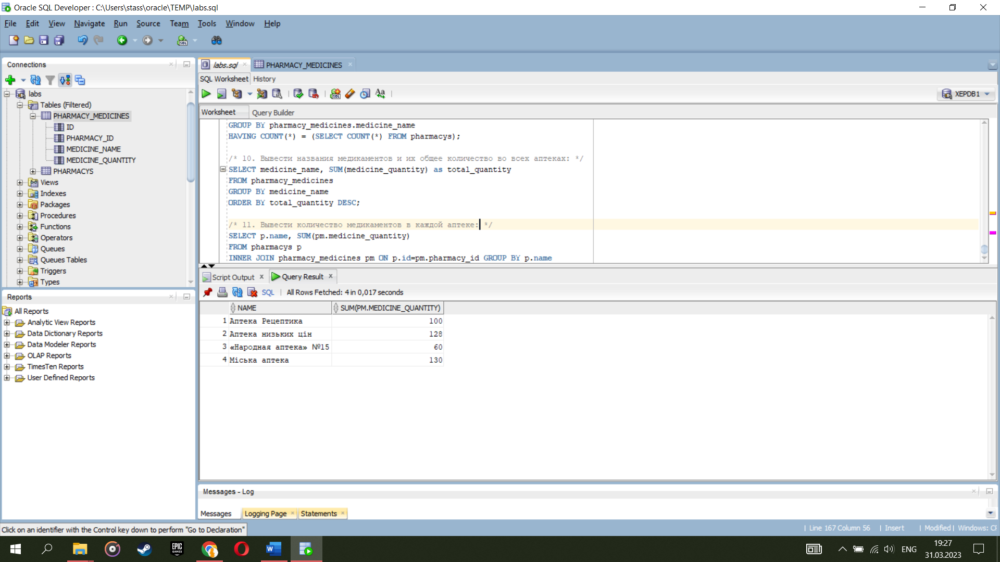 Oracle SQL Developer : C:\Users\stass\oracle\TEMP\labs.sql
File Edit View Navigate Run Source Team Tools Window Help
Connections
labs
Tables (Filtered)
PHARMACY_MEDICINES
ID
PHARMACY_ID
MEDICINE_NAME
MEDICINE_QUANTITY
PHARMACYS
Views
Indexes
Packages
Procedures
Functions
Operators
Queues
Queues Tables
Triggers
Types
Reports
All Reports
Analytic View Reports
Data Dictionary Reports
Data Modeler Reports
OLAP Reports
TimesTen Reports
User Defined Reports
labs.sql PHARMACY_MEDICINES
SQL Worksheet History
XEPDB1
Worksheet Query Builder
GROUP BY pharmacy_medicines.medicine_name
HAVING COUNT(*) = (SELECT COUNT(*) FROM pharmacys);
/* 10. Вывести названия медикаментов и их общее количество во всех аптеках: */
SELECT medicine_name, SUM(medicine_quantity) as total_quantity
FROM pharmacy_medicines
GROUP BY medicine_name
ORDER BY total_quantity DESC;
/* 11. Вывести количество медикаментов в каждой аптеке: */
SELECT p.name, SUM(pm.medicine_quantity)
FROM pharmacys p
INNER JOIN pharmacy_medicines pm ON p.id=pm.pharmacy_id GROUP BY p.name
Script Output Query Result
SQL All Rows Fetched: 4 in 0,017 seconds
NAME SUM(PM.MEDICINE_QUANTITY)
1 Аптека Рецептика 100
2 Аптека низьких цін 128
3 «Народная аптека» №15 60
4 Міська аптека 130
Messages - Log
Messages Logging Page Statements
Click on an identifier with the Control key down to perform "Go to Declaration"
Line 167 Column 56 Insert Modified Windows: CF
EPIC GAMES
ENG
19:27
31.03.2023